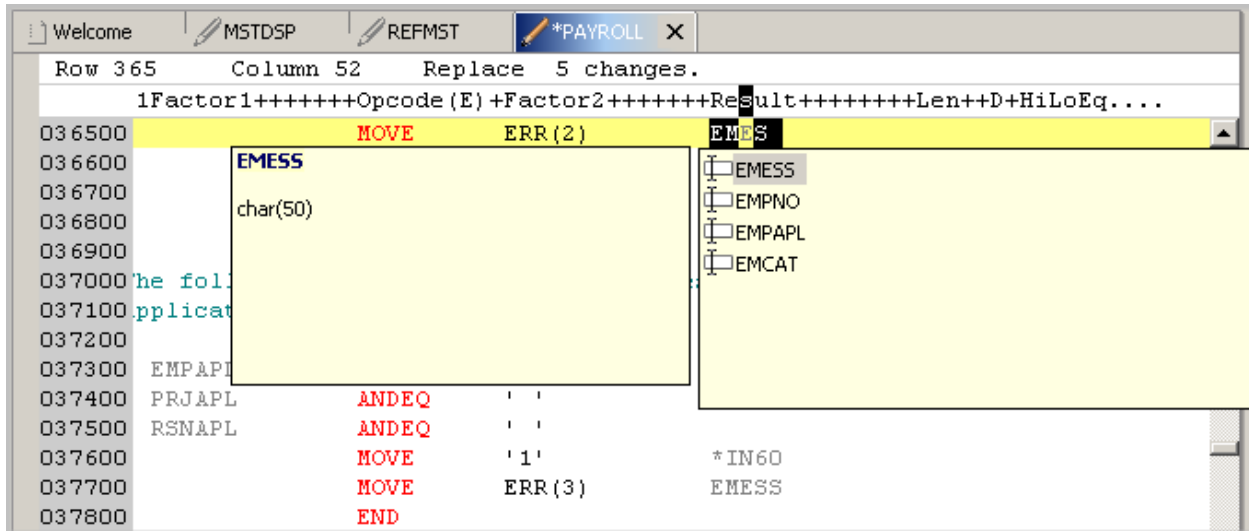 Welcome MSTDSP REFMST *PAYROLL
Row 365 Column 52 Replace 5 changes.
1Factor1+++++++Opcode(E)+Factor2+++++++Result++++++++Len++D+HiLoEq....
036500 MOVE ERR(2) EMES
036600 EMESS EMESS
036700 EMPNO
036800 char(50) EMPAPL
036900 EMCAT
037000 he fol
037100 pplicat
037200
037300 EMPAPL
037400 PRJAPL ANDEQ ' '
037500 RSNAPL ANDEQ ' '
037600 MOVE '1' *IN60
037700 MOVE ERR(3) EMESS
037800 END